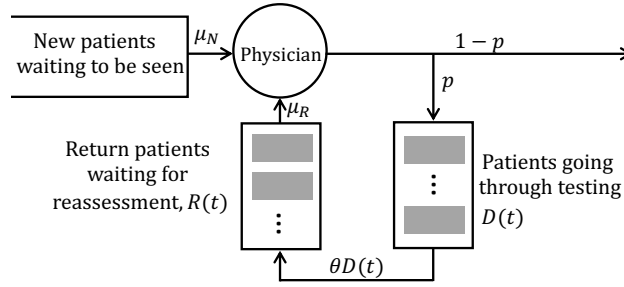 New patients
waiting to be seen
μ_N
Physician
1 − p
p
μ_R
Return patients
waiting for
reassessment, R(t)
Patients going
through testing
D(t)
θD(t)